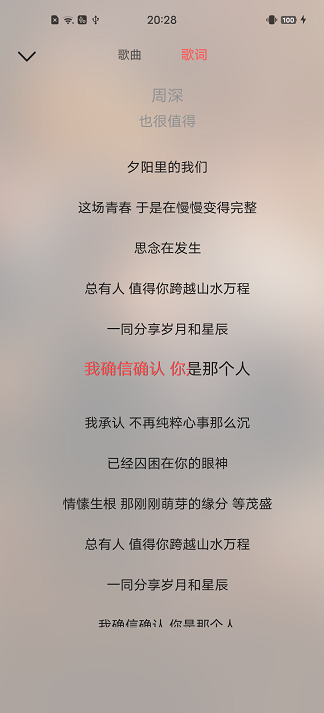 20:28
100
歌曲 歌词
周深
也很值得
夕阳里的我们
这场青春 于是在慢慢变得完整
思念在发生
总有人 值得你跨越山水万程
一同分享岁月和星辰
我确信确认 你是那个人
我承认 不再纯粹心事那么沉
已经囚困在你的眼神
情愫生根 那刚刚萌芽的缘分 等茂盛
总有人 值得你跨越山水万程
一同分享岁月和星辰
我确信确认 你是那个人